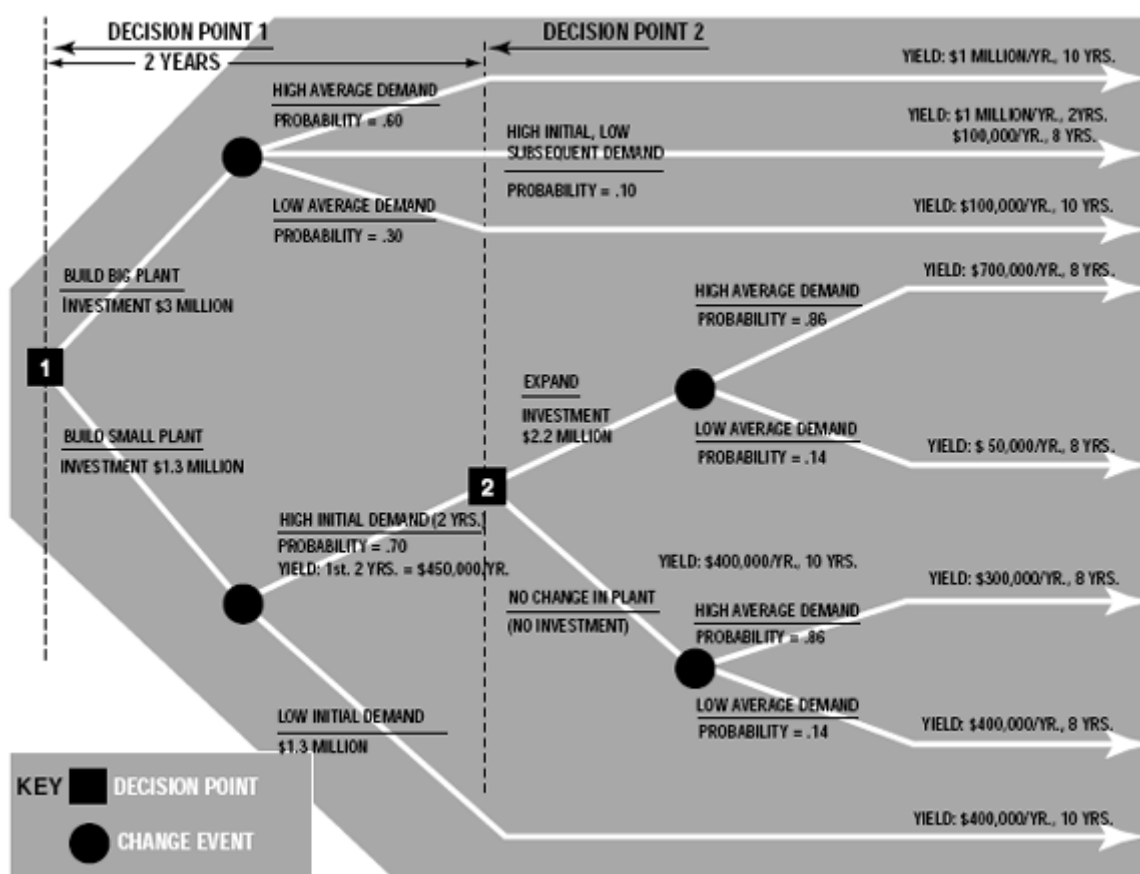 DECISION POINT 1
DECISION POINT 2
2 YEARS
YIELD: $1 MILLION/YR., 10 YRS.
HIGH AVERAGE DEMAND
PROBABILITY = .60
YIELD: $1 MILLION/YR., 2YRS.
$100,000/YR., 8 YRS.
HIGH INITIAL, LOW
SUBSEQUENT DEMAND
PROBABILITY = .10
LOW AVERAGE DEMAND
PROBABILITY = .30
YIELD: $100,000/YR., 10 YRS.
BUILD BIG PLANT
INVESTMENT $3 MILLION
YIELD: $700,000/YR., 8 YRS.
HIGH AVERAGE DEMAND
PROBABILITY = .86
1
EXPAND
INVESTMENT
$2.2 MILLION
BUILD SMALL PLANT
INVESTMENT $1.3 MILLION
LOW AVERAGE DEMAND
PROBABILITY = .14
YIELD: $ 50,000/YR., 8 YRS.
2
HIGH INITIAL DEMAND (2 YRS.)
PROBABILITY = .70
YIELD: 1st. 2 YRS. = $450,000/YR.
YIELD: $400,000/YR., 10 YRS.
YIELD: $300,000/YR., 8 YRS.
NO CHANGE IN PLANT
(NO INVESTMENT)
HIGH AVERAGE DEMAND
PROBABILITY = .86
LOW AVERAGE DEMAND
PROBABILITY = .14
YIELD: $400,000/YR., 8 YRS.
LOW INITIAL DEMAND
$1.3 MILLION
YIELD: $400,000/YR., 10 YRS.
KEY
DECISION POINT
CHANGE EVENT